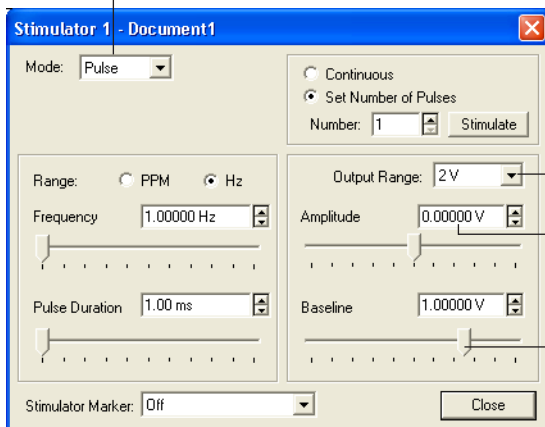 Stimulator 1 - Document1
Mode: Pulse
Continuous
Set Number of Pulses
Number: 1 Stimulate
Range: PPM Hz
Frequency 1.00000 Hz
Pulse Duration 1.00 ms
Output Range: 2 V
Amplitude 0.00000 V
Baseline 1.00000 V
Stimulator Marker: Off
Close